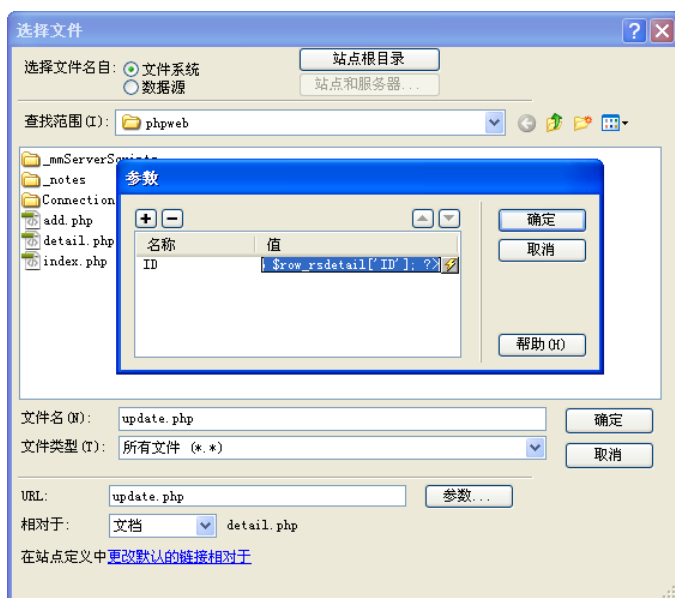 选择文件
选择文件名自: 文件系统
数据源
站点根目录
站点和服务器...
查找范围(I): phpweb
_mmServerScripts
_notes
Connection
add.php
detail.php
index.php
参数
名称 值
ID $row_rsdetail['ID']; ?>
确定
取消
帮助(H)
文件名(N): update.php 确定
文件类型(T): 所有文件 (*.*) 取消
URL: update.php 参数...
相对于: 文档 detail.php
在站点定义中更改默认的链接相对于